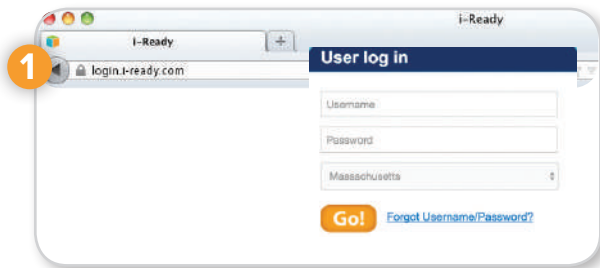 i-Ready
i-Ready
1
login.i-ready.com
User log in
Username
Password
Massachusetts
Go! Forgot Username/Password?